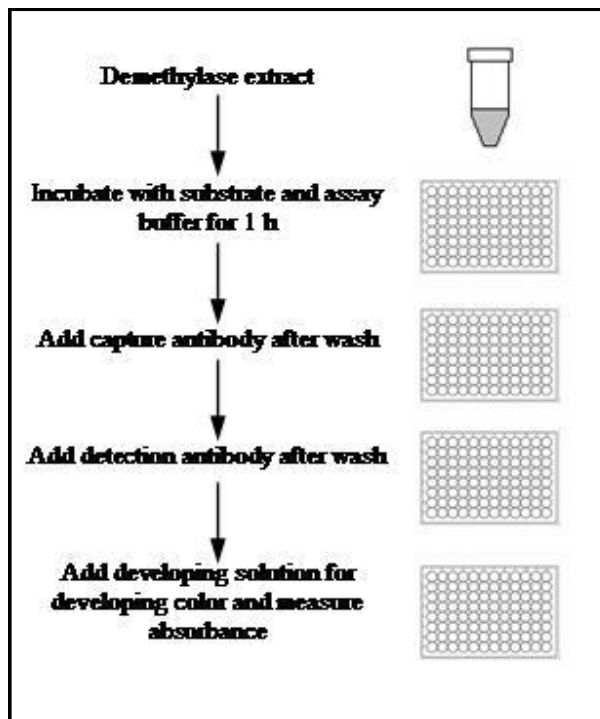 Demethylase extract
Incubate with substrate and assay
buffer for 1 h
Add capture antibody after wash
Add detection antibody after wash
Add developing solution for
developing color and measure
absorbance